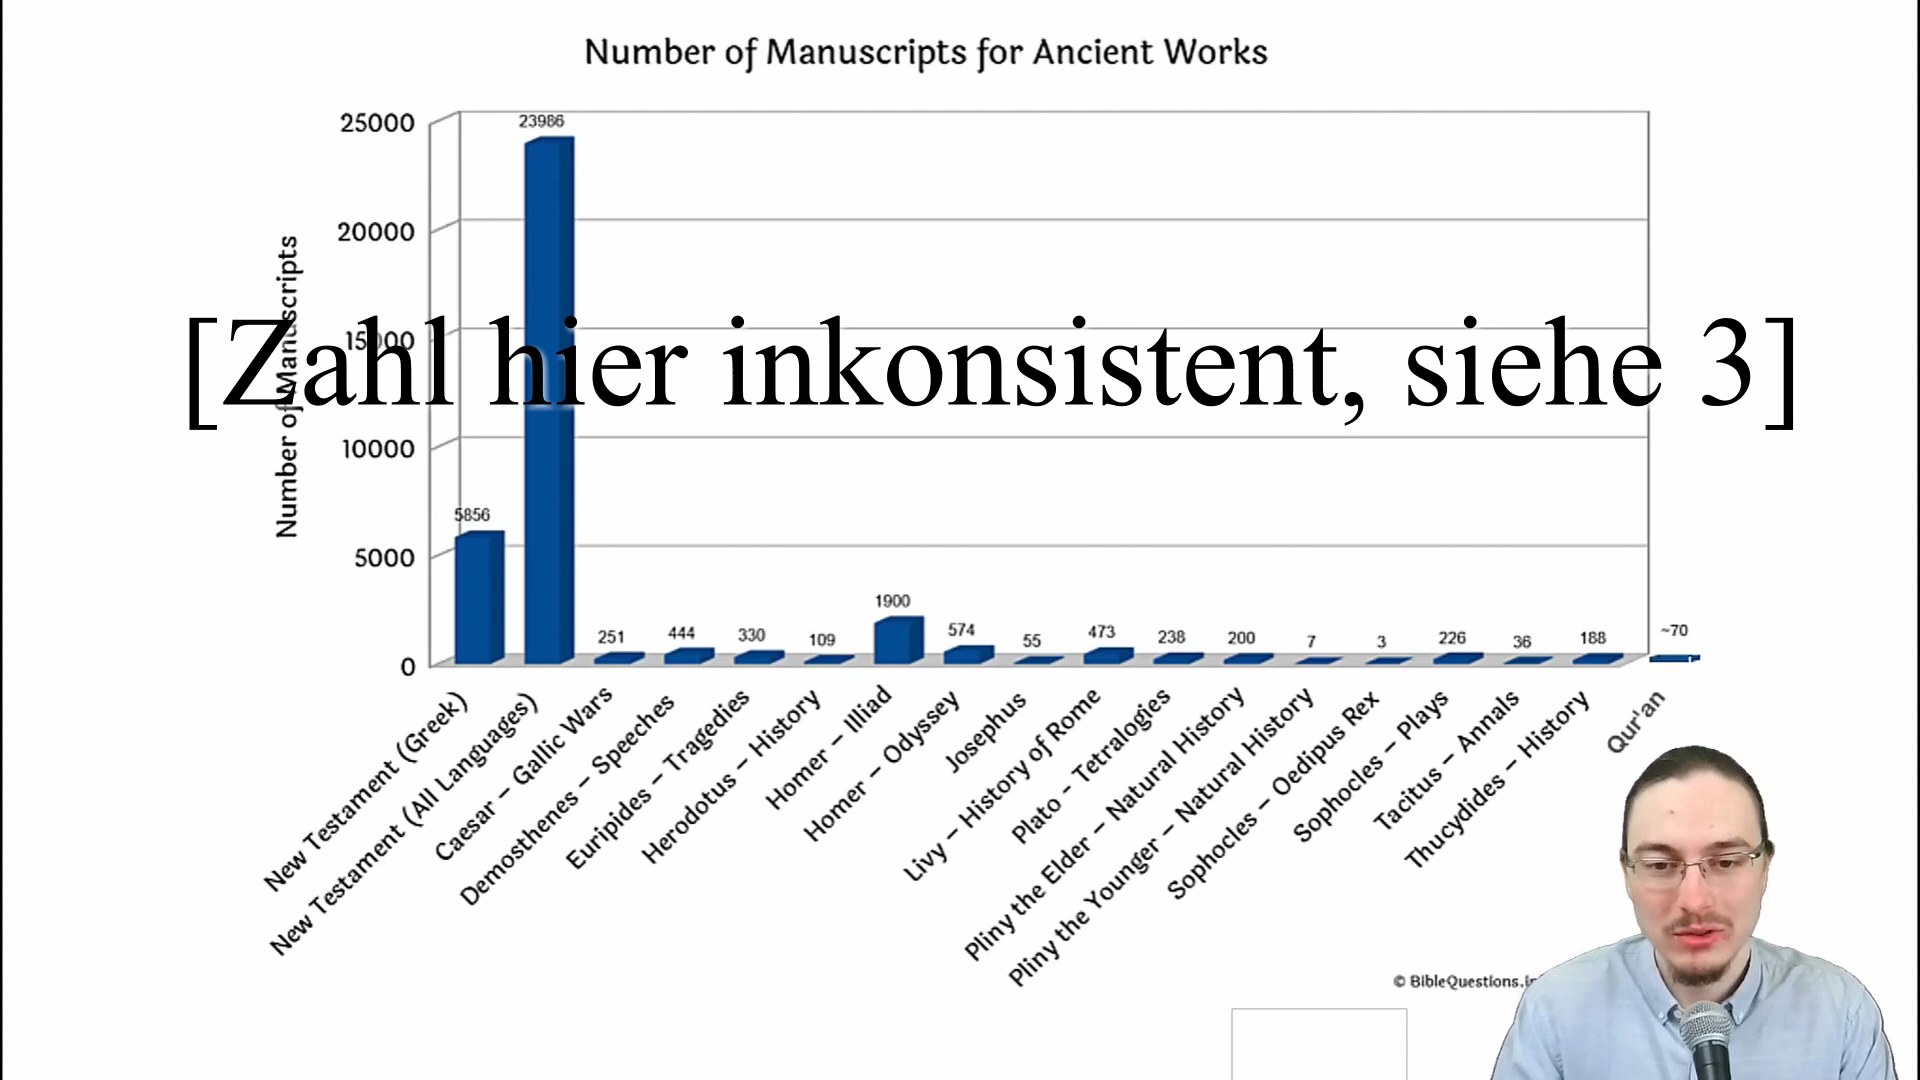 Number of Manuscripts for Ancient Works
Number of Manuscripts
25000
20000
15000
10000
5000
0
5856
23986
251
444
330
109
1900
574
55
473
238
200
7
3
226
36
188
~70
[Zahl hier inkonsistent, siehe 3]
New Testament (Greek)
New Testament (All Languages)
Caesar – Gallic Wars
Demosthenes – Speeches
Euripides – Tragedies
Herodotus – History
Homer – Illiad
Homer – Odyssey
Josephus
Livy – History of Rome
Plato - Tetralogies
Pliny the Elder – Natural History
Pliny the Younger – Natural History
Sophocles – Oedipus Rex
Sophocles – Plays
Tacitus – Annals
Thucydides – History
Qur'an
© BibleQuestions.in